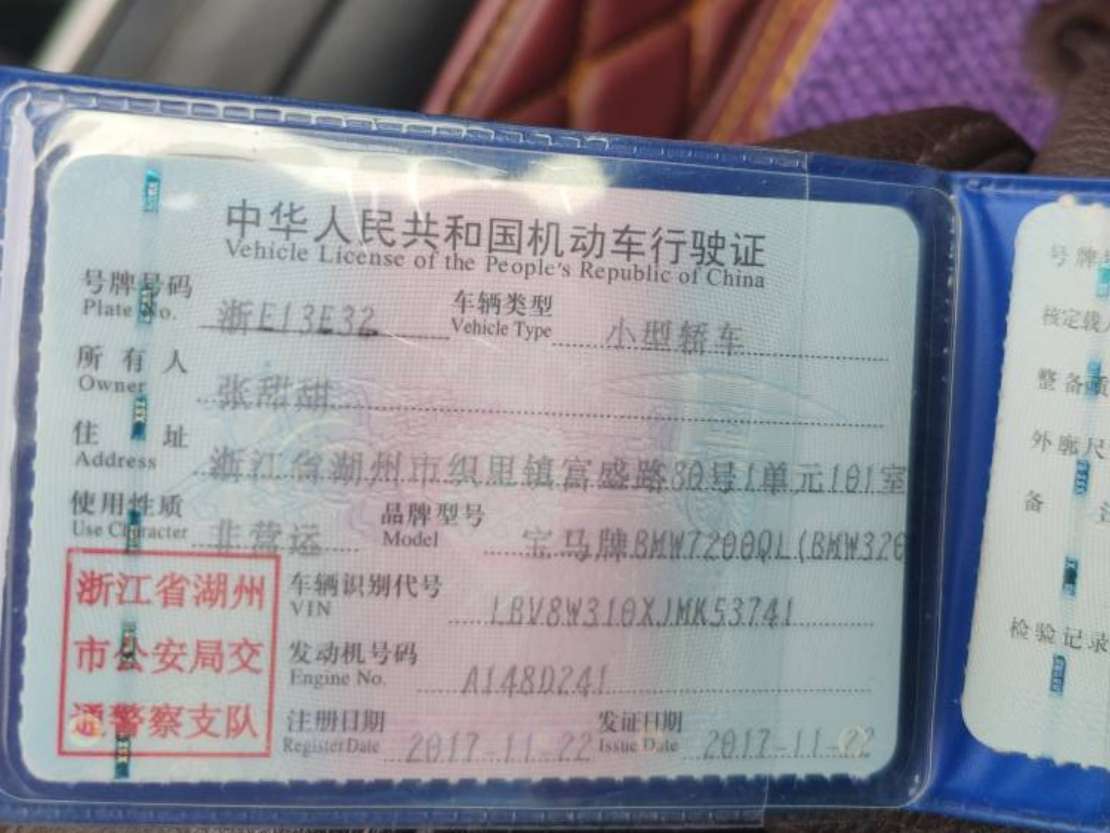 中华人民共和国机动车行驶证
Vehicle License of the People's Republic of China
号牌号码 浙E13E32 车辆类型 小型轿车
Plate No. Vehicle Type
所有人 张甜甜
Owner
住址 浙江省湖州市织里镇富盛路80号1单元101室
Address
使用性质 非营运 品牌型号 宝马牌BMW7200QL(BMW320
Use Character Model
浙江省湖州
市公安局交
通警察支队
车辆识别代号 LBV8W310XJMK53741
VIN
发动机号码 A148D241
Engine No.
注册日期 2017-11-22 发证日期 2017-11-22
Register Date Issue Date
号牌
核定载
整备质
外廓尺
备
检验记录